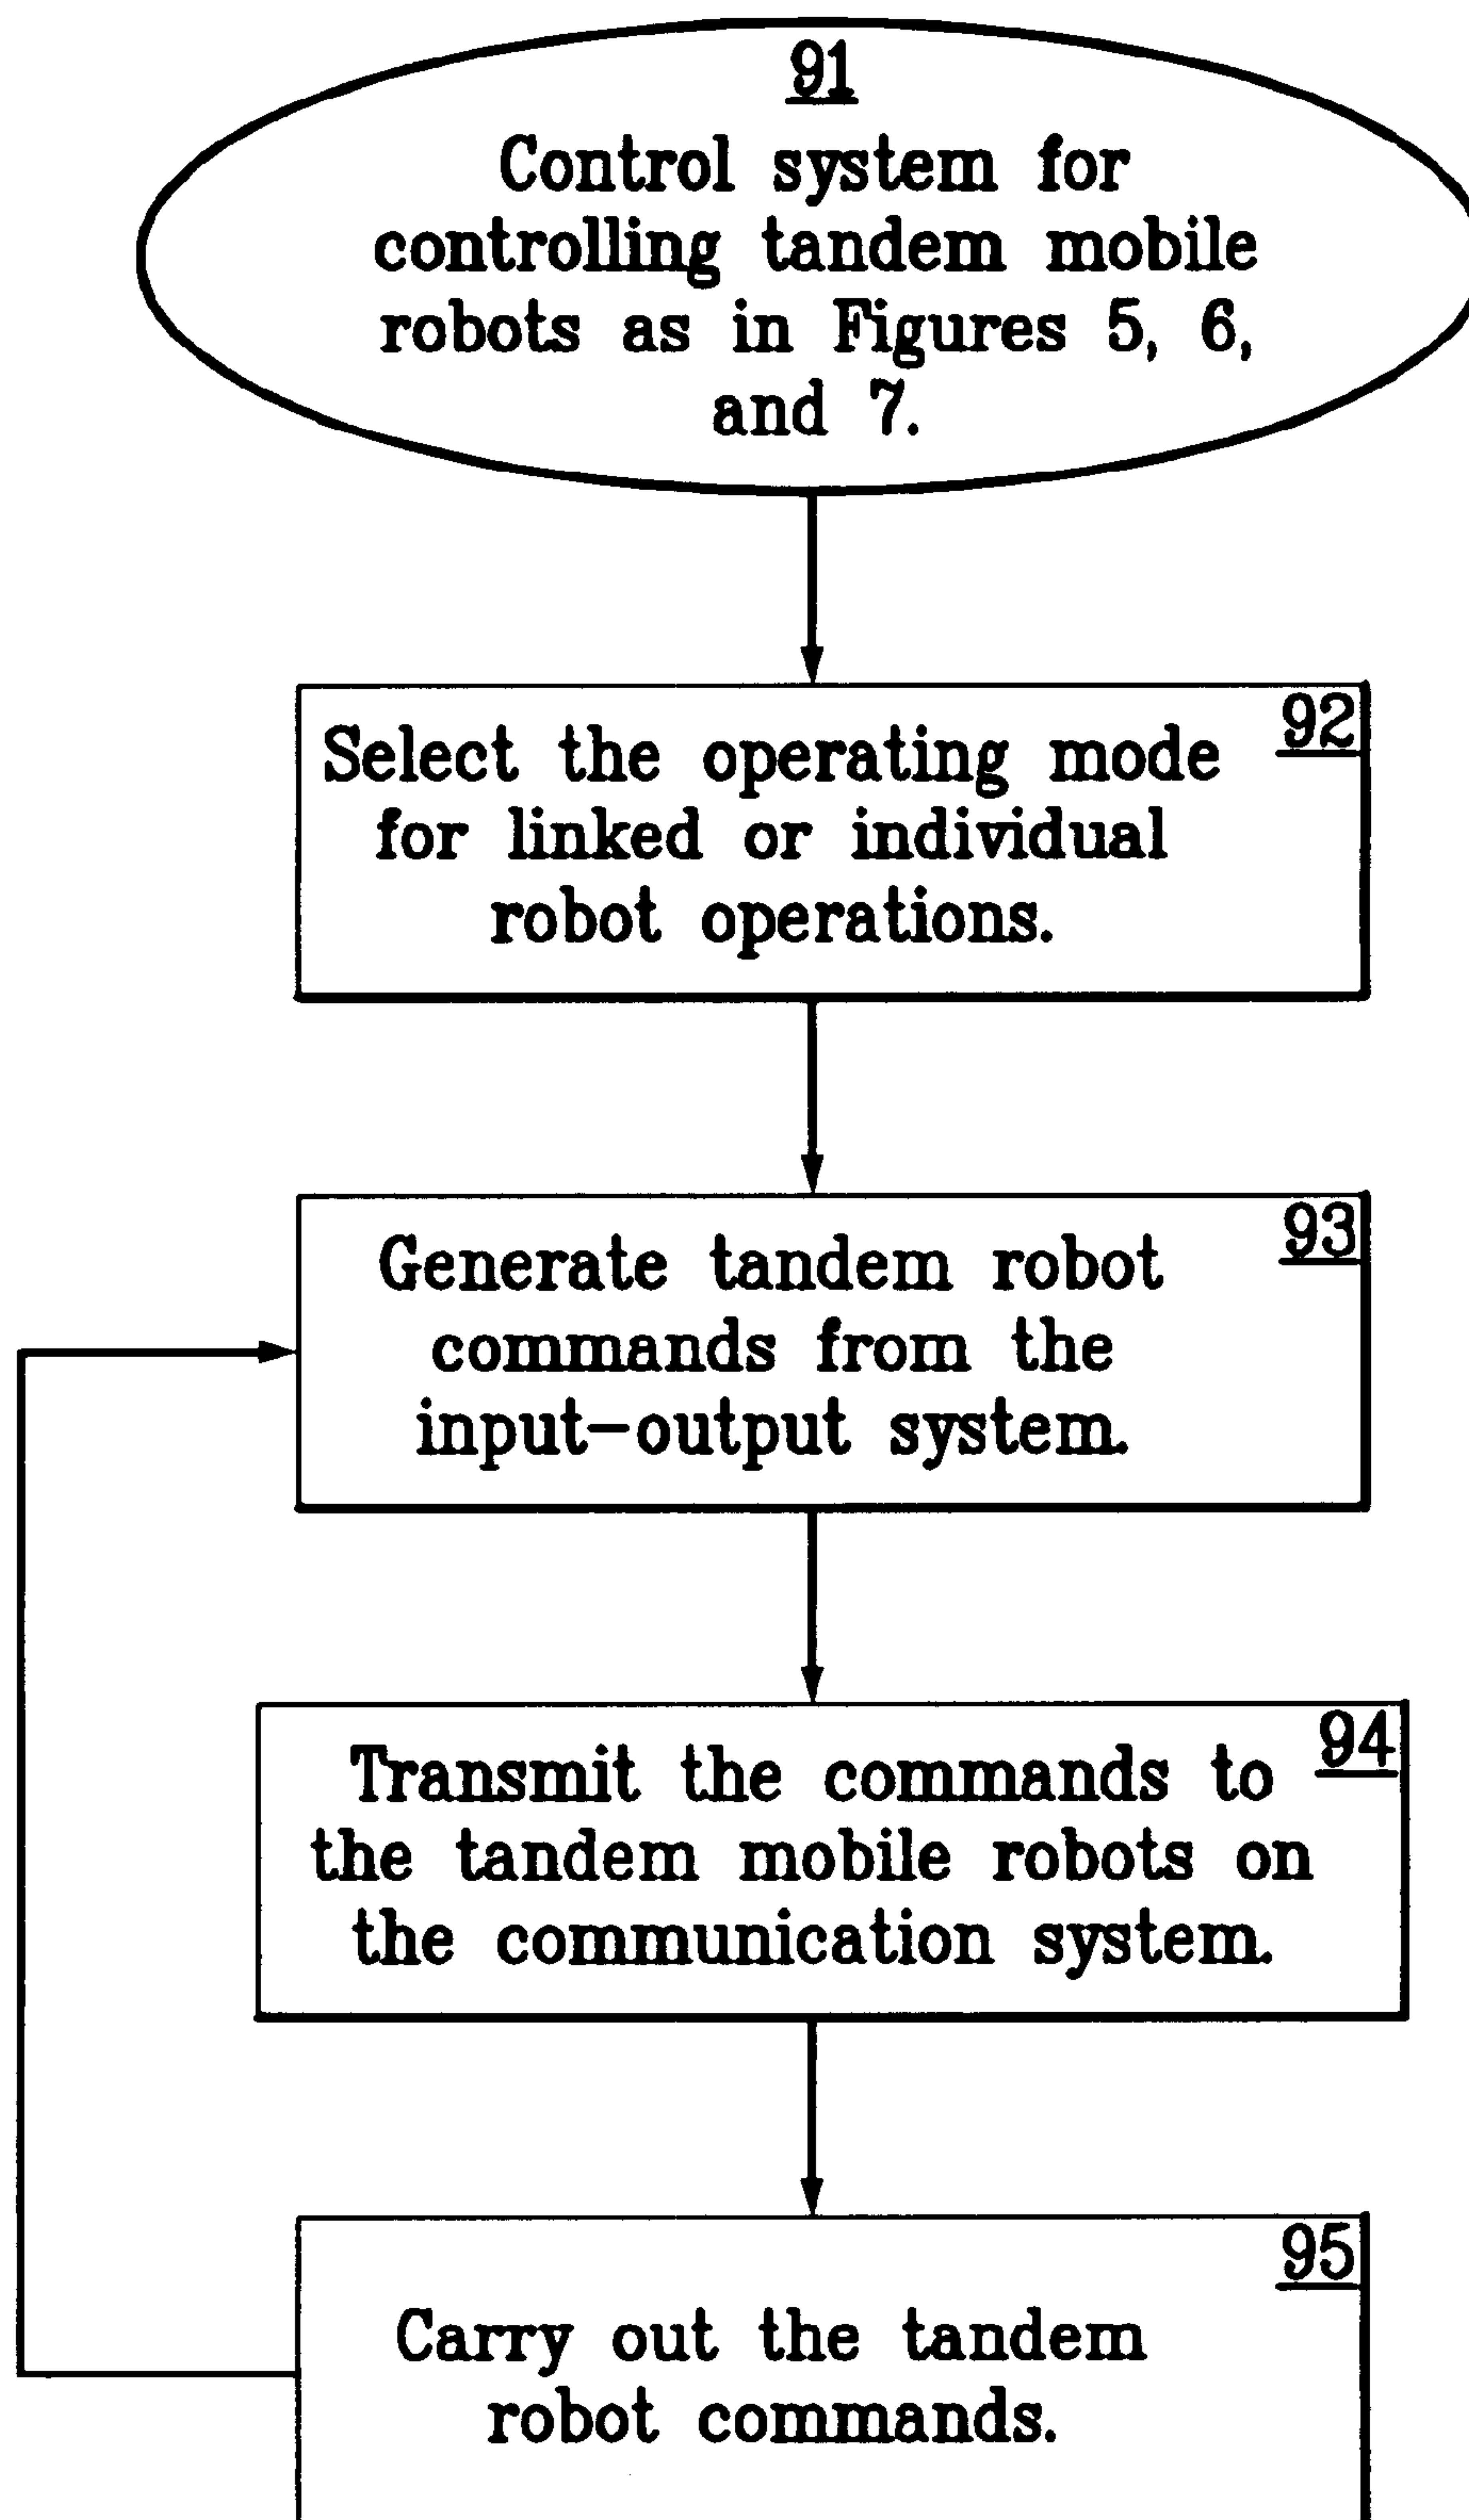 91
Control system for
controlling tandem mobile
robots as in Figures 5, 6,
and 7.
92
Select the operating mode
for linked or individual
robot operations.
93
Generate tandem robot
commands from the
input-output system.
94
Transmit the commands to
the tandem mobile robots on
the communication system.
95
Carry out the tandem
robot commands.